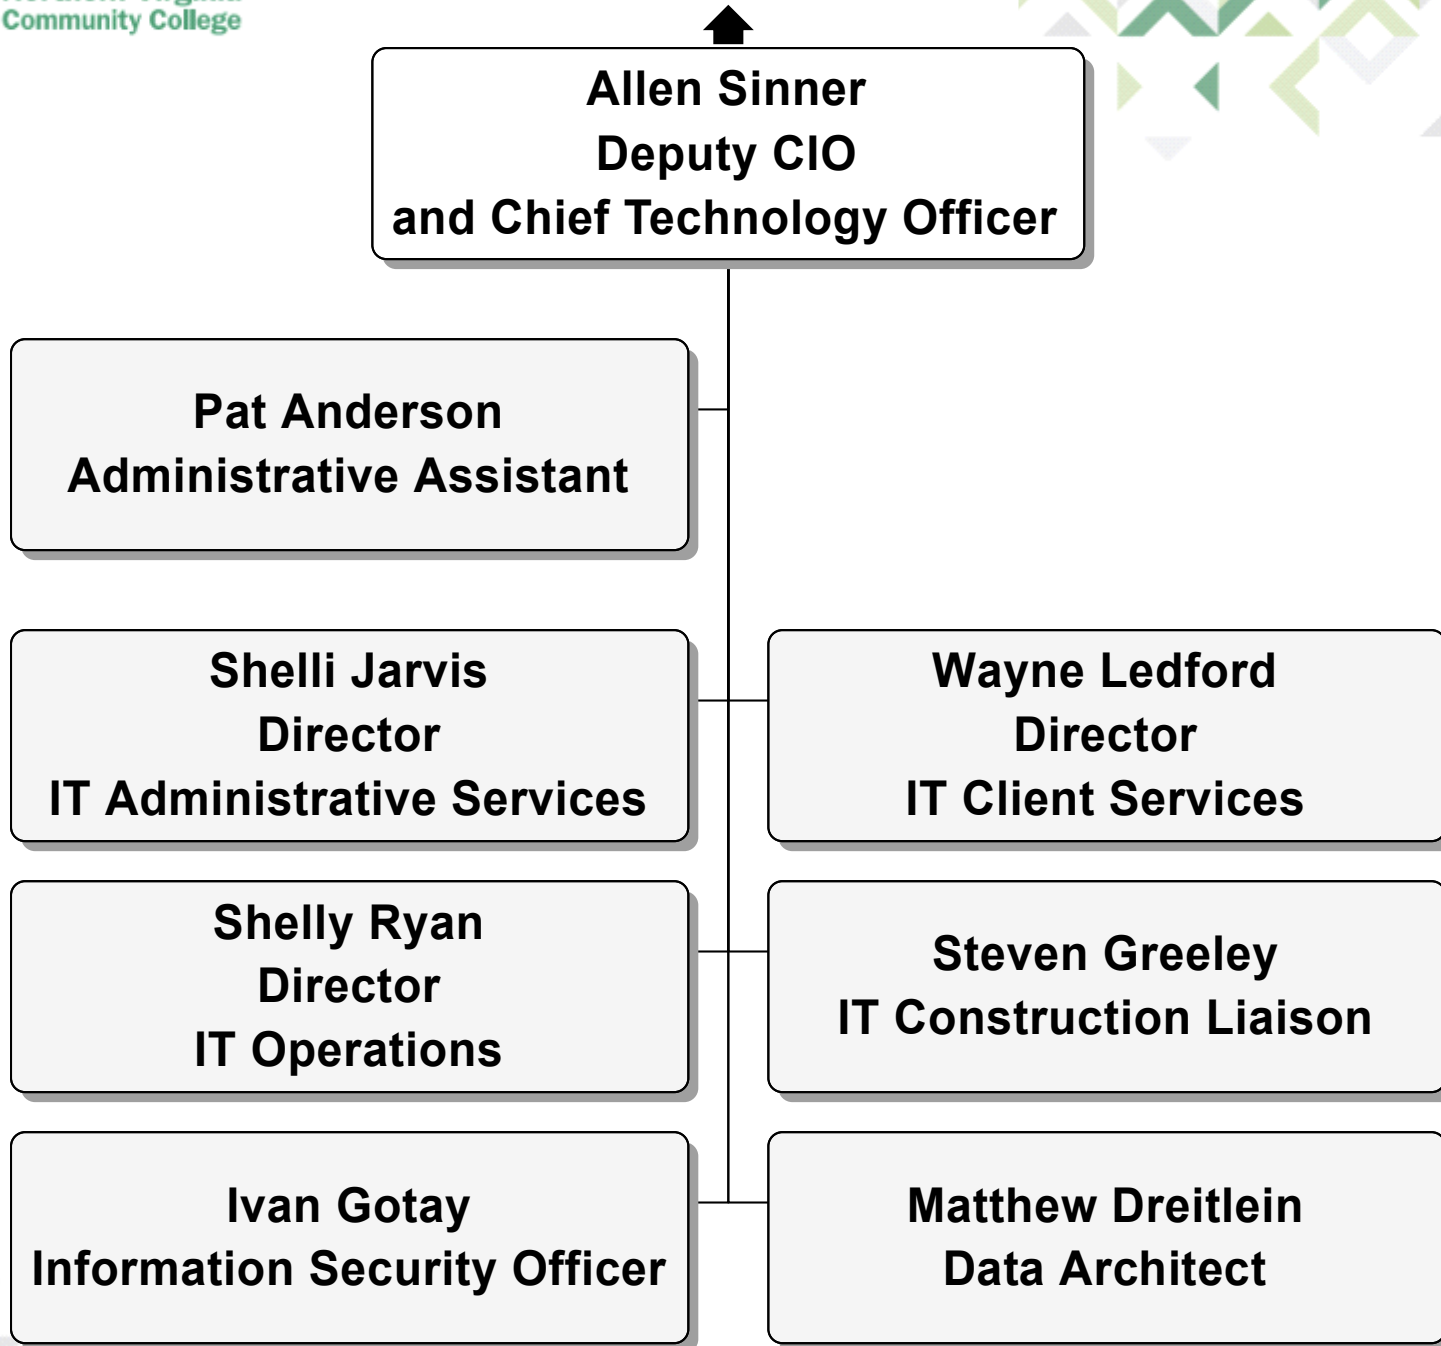 Community College
Allen Sinner
Deputy CIO
and Chief Technology Officer
Pat Anderson
Administrative Assistant
Shelli Jarvis
Director
IT Administrative Services
Wayne Ledford
Director
IT Client Services
Shelly Ryan
Director
IT Operations
Steven Greeley
IT Construction Liaison
Ivan Gotay
Information Security Officer
Matthew Dreitlein
Data Architect